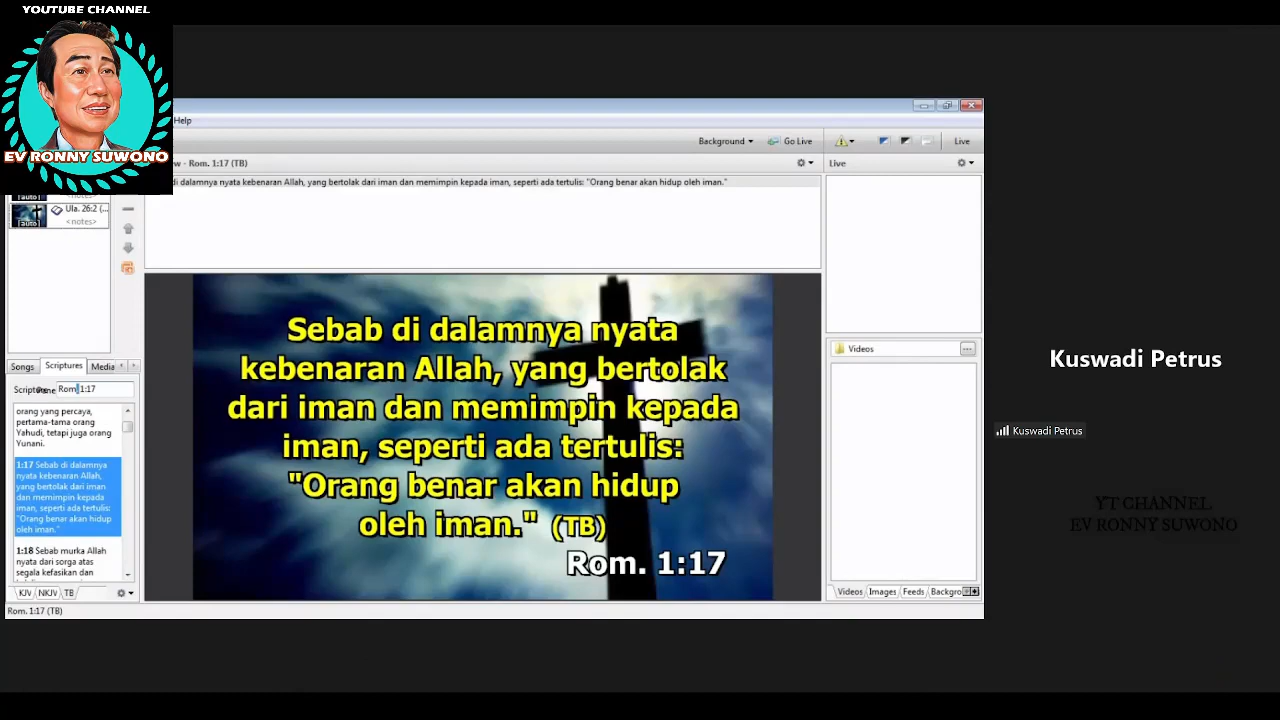 YOUTUBE CHANNEL
EV RONNY SUWONO
Help
Background
Go Live
Live
w - Rom. 1:17 (TB)
Live
di dalamnya nyata kebenaran Allah, yang bertolak dari iman dan memimpin kepada iman, seperti ada tertulis: "Orang benar akan hidup oleh iman."
<notes>
[auto]
Ula. 26:2 (...
<notes>
[auto]
Sebab di dalamnya nyata
kebenaran Allah, yang bertolak
dari iman dan memimpin kepada
iman, seperti ada tertulis:
"Orang benar akan hidup
oleh iman." (TB)
Rom. 1:17
Songs
Scriptures
Media
Rom 1:17
orang yang percaya,
pertama-tama orang
Yahudi, tetapi juga orang
Yunani.
1:17 Sebab di dalamnya
nyata kebenaran Allah,
yang bertolak dari iman
dan memimpin kepada
iman, seperti ada tertulis:
"Orang benar akan hidup
oleh iman."
1:18 Sebab murka Allah
nyata dari sorga atas
segala kefasikan dan
KJV
NKJV
TB
Rom. 1:17 (TB)
Videos
Videos
Images
Feeds
Backgro
Kuswadi Petrus
Kuswadi Petrus
YT CHANNEL
EV RONNY SUWONO